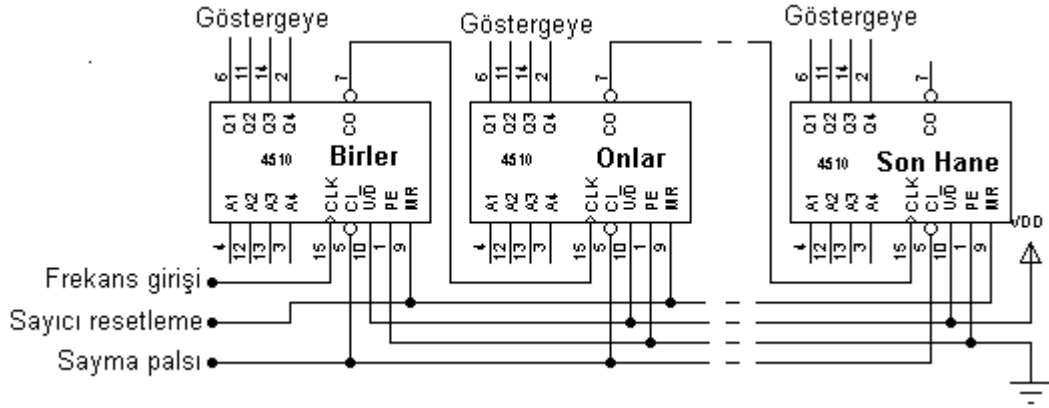 Göstergeye Göstergeye Göstergeye
6 11 14 2 7 6 11 14 2 7 6 11 14 2 7
Q1 Q2 Q3 Q4 CO Q1 Q2 Q3 Q4 CO Q1 Q2 Q3 Q4 CO
4510 Birler 4510 Onlar 4510 Son Hane
A1 A2 A3 A4 CLK CI U/D PE MR A1 A2 A3 A4 CLK CI U/D PE MR A1 A2 A3 A4 CLK CI U/D PE MR
VDD
4 12 13 3 15 5 10 1 9 4 12 13 3 15 5 10 1 9 4 12 13 3 15 5 10 1 9
Frekans girişi
Sayıcı resetleme
Sayma palsı